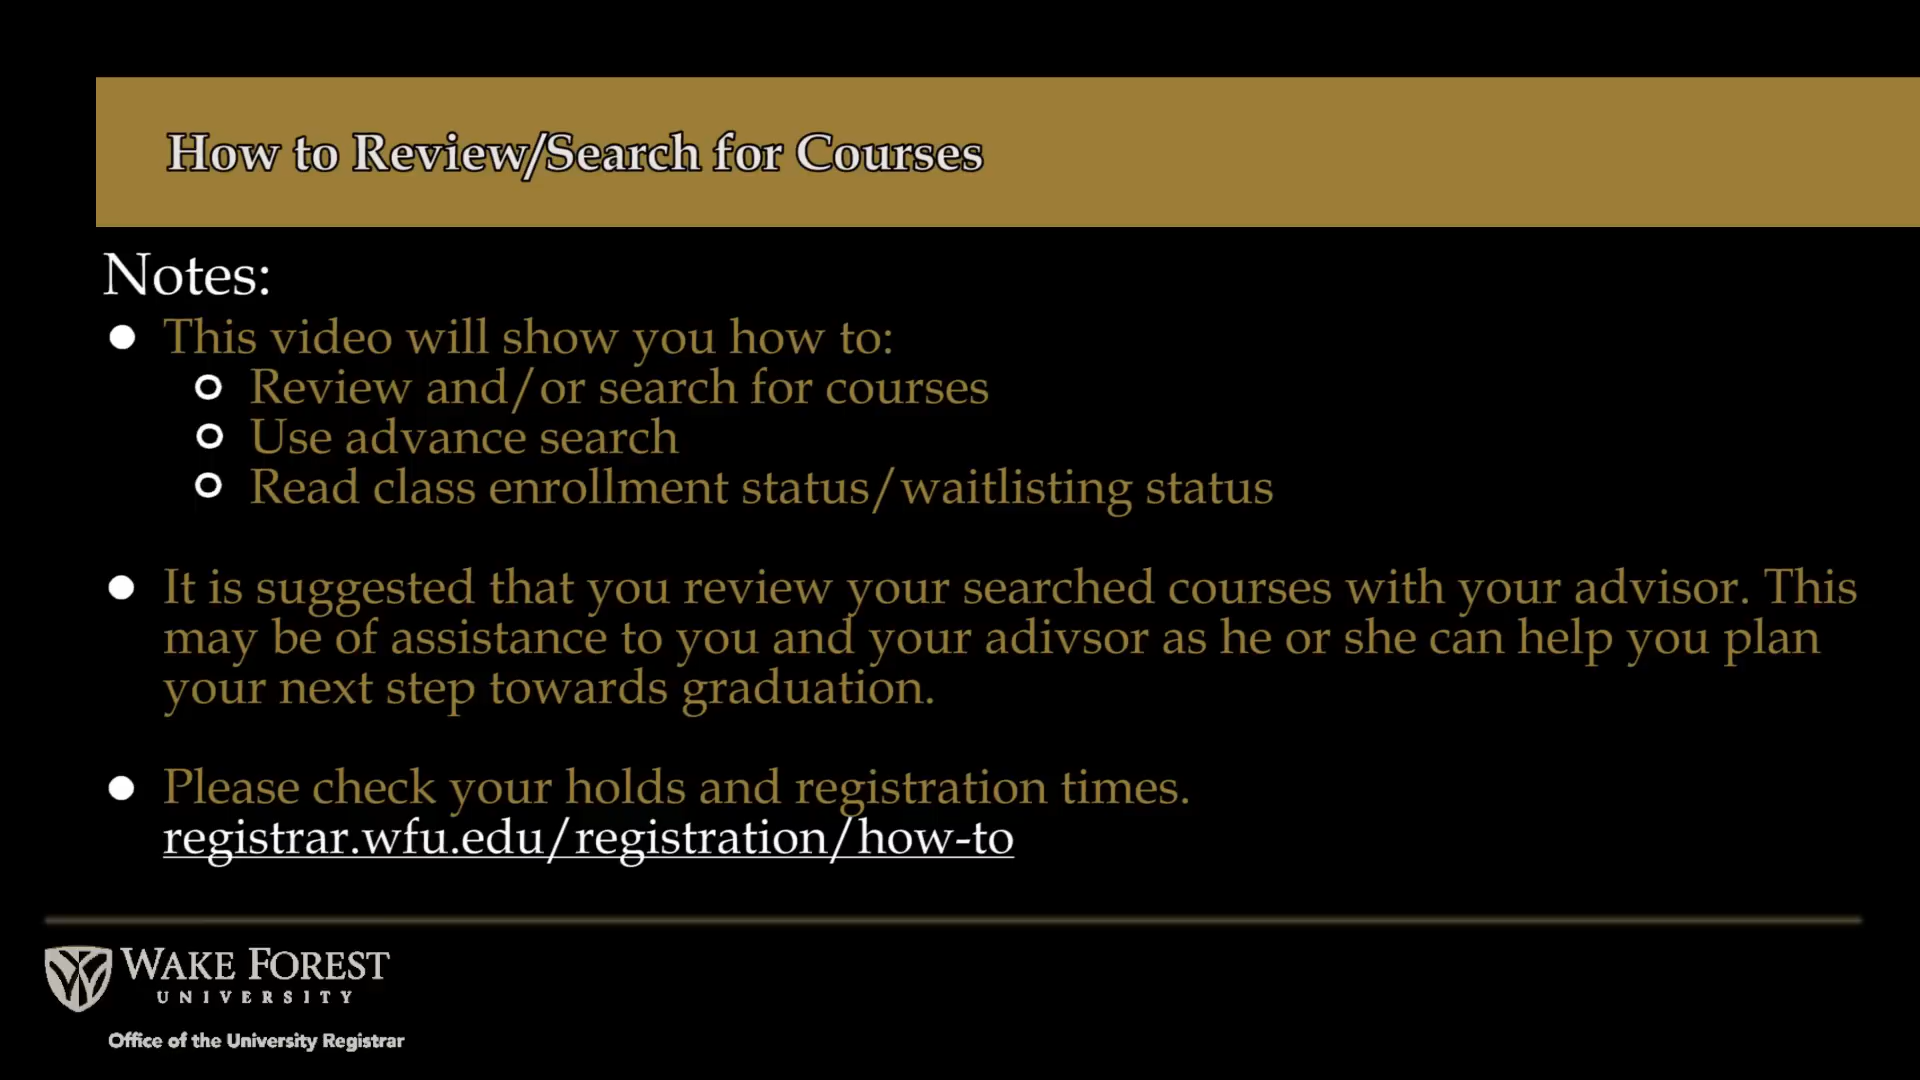 How to Review/Search for Courses
Notes:
● This video will show you how to:
○ Review and/or search for courses
○ Use advance search
○ Read class enrollment status/waitlisting status
● It is suggested that you review your searched courses with your advisor. This
may be of assistance to you and your adivsor as he or she can help you plan
your next step towards graduation.
● Please check your holds and registration times.
registrar.wfu.edu/registration/how-to
WAKE FOREST
UNIVERSITY
Office of the University Registrar